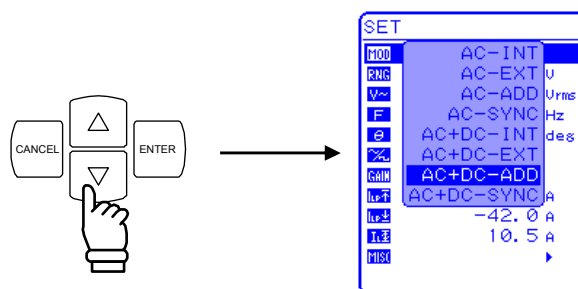 SET
MOD AC-INT
RNG AC-EXT V
V~ AC-ADD Vrms
F AC-SYNC Hz
θ AC+DC-INT deg
AC+DC-EXT
GAIN AC+DC-ADD
AC+DC-SYNC A
-42.0 A
10.5 A
MISC
CANCEL
ENTER